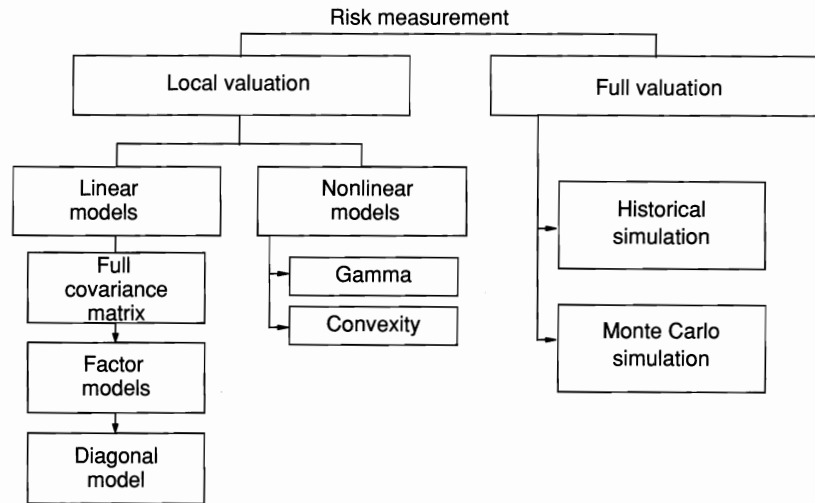 Risk measurement
Local valuation
Full valuation
Linear
models
Nonlinear
models
Full
covariance
matrix
Gamma
Convexity
Factor
models
Diagonal
model
Historical
simulation
Monte Carlo
simulation